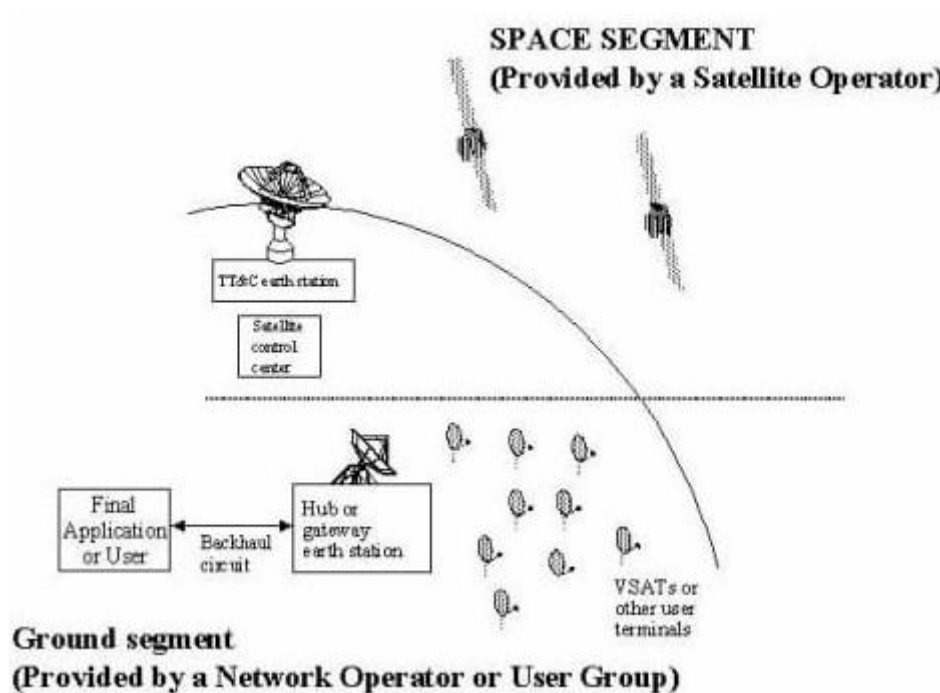 SPACE SEGMENT
(Provided by a Satellite Operator)
TT&C earth station
Satellite
control
center
Final
Application
or User
Backhaul
circuit
Hub or
gateway
earth station
VSATs or
other user
terminals
Ground segment
(Provided by a Network Operator or User Group)